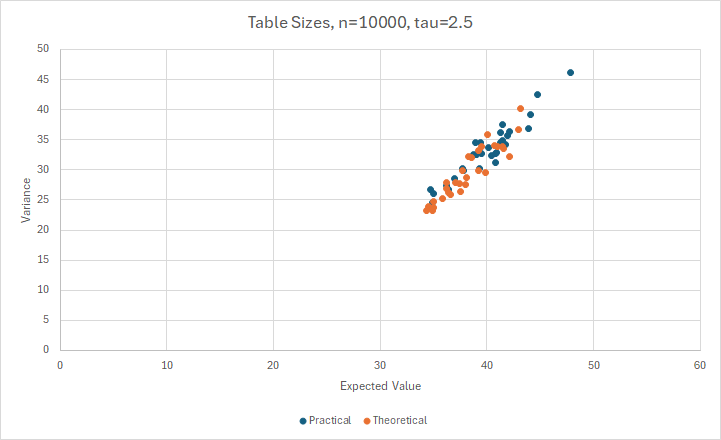 Table Sizes, n=10000, tau=2.5
50
45
40
35
30
25
20
15
10
5
0
Variance
0 10 20 30 40 50 60
Expected Value
Practical Theoretical